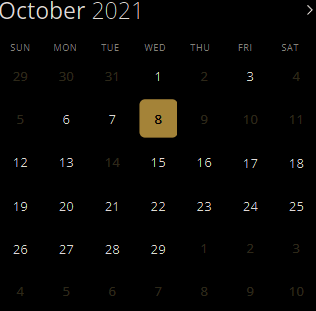 October 2021 >
SUN MON TUE WED THU FRI SAT
29 30 31 1 2 3 4
5 6 7 8 9 10 11
12 13 14 15 16 17 18
19 20 21 22 23 24 25
26 27 28 29 1 2 3
4 5 6 7 8 9 10